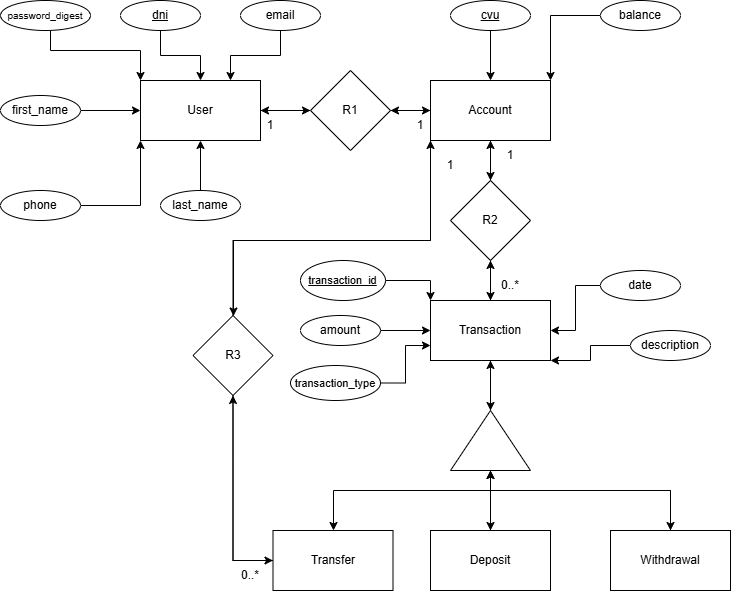 password_digest
dni
email
cvu
balance
first_name
User
R1
Account
1
1
1
1
phone
last_name
R2
transaction_id
0..*
date
amount
Transaction
description
R3
transaction_type
Transfer
Deposit
Withdrawal
0..*